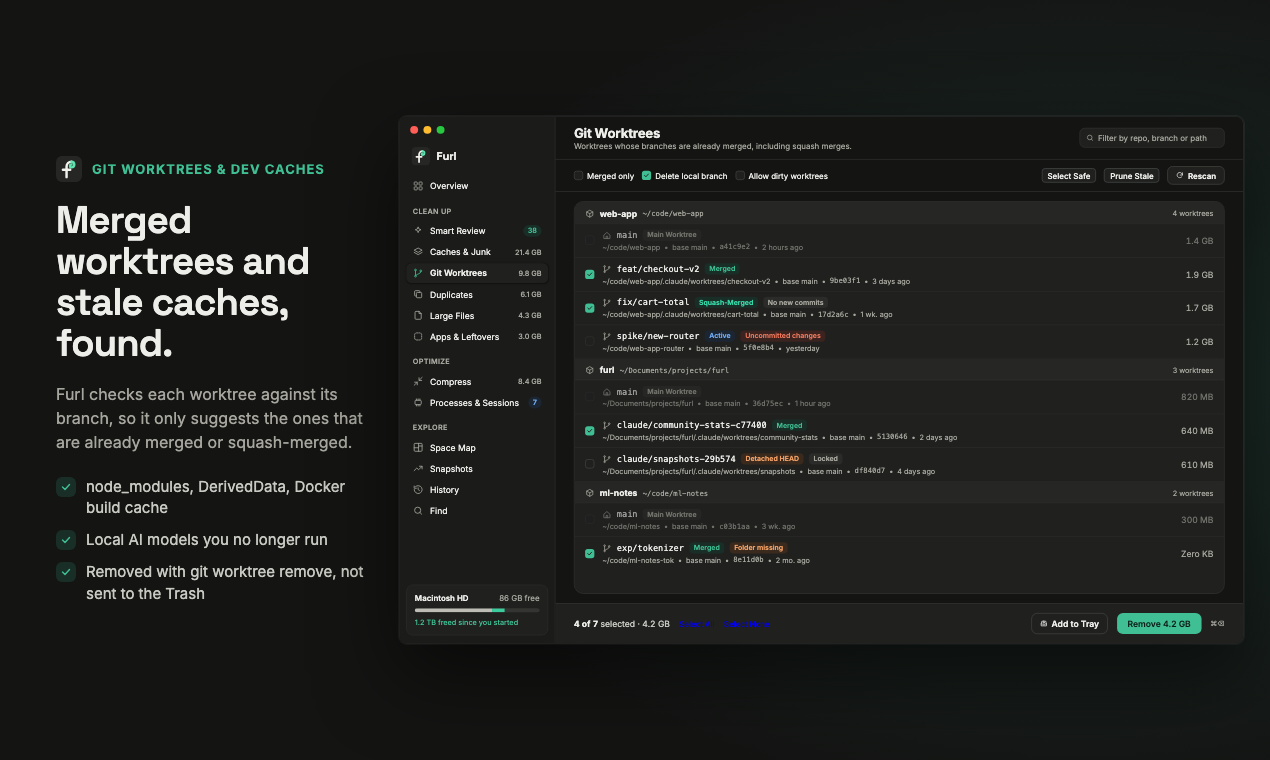 GIT WORKTREES & DEV CACHES
Merged
worktrees and
stale caches,
found.
Furl checks each worktree against its
branch, so it only suggests the ones that
are already merged or squash-merged.
node_modules, DerivedData, Docker
build cache
Local AI models you no longer run
Removed with git worktree remove, not
sent to the Trash
Furl
Overview
CLEAN UP
Smart Review 38
Caches & Junk 21.4 GB
Git Worktrees 9.8 GB
Duplicates 6.1 GB
Large Files 4.3 GB
Apps & Leftovers 3.0 GB
OPTIMIZE
Compress 8.4 GB
Processes & Sessions 7
EXPLORE
Space Map
Snapshots
History
Find
Macintosh HD 86 GB free
1.2 TB freed since you started
Git Worktrees
Worktrees whose branches are already merged, including squash merges.
Filter by repo, branch or path
Merged only Delete local branch Allow dirty worktrees Select Safe Prune Stale Rescan
web-app ~/code/web-app 4 worktrees
main Main Worktree
~/code/web-app • base main • a41c9e2 • 2 hours ago 1.4 GB
feat/checkout-v2 Merged
~/code/web-app/.claude/worktrees/checkout-v2 • base main • 9be03f1 • 3 days ago 1.9 GB
fix/cart-total Squash-Merged No new commits
~/code/web-app/.claude/worktrees/cart-total • base main • 17d2a6c • 1 wk. ago 1.7 GB
spike/new-router Active Uncommitted changes
~/code/web-app-router • base main • 5f0e8b4 • yesterday 1.2 GB
furl ~/Documents/projects/furl 3 worktrees
main Main Worktree
~/Documents/projects/furl • base main • 36d75ec • 1 hour ago 820 MB
claude/community-stats-c77400 Merged
~/Documents/projects/furl/.claude/worktrees/community-stats • base main • 5130646 • 2 days ago 640 MB
claude/snapshots-29b574 Detached HEAD Locked
~/Documents/projects/furl/.claude/worktrees/snapshots • base main • df840d7 • 4 days ago 610 MB
ml-notes ~/code/ml-notes 2 worktrees
main Main Worktree
~/code/ml-notes • base main • c03b1aa • 3 wk. ago 300 MB
exp/tokenizer Merged Folder missing
~/code/ml-notes-tok • base main • 8e11d0b • 2 mo. ago Zero KB
4 of 7 selected · 4.2 GB Add to Tray Remove 4.2 GB ⌘⌫